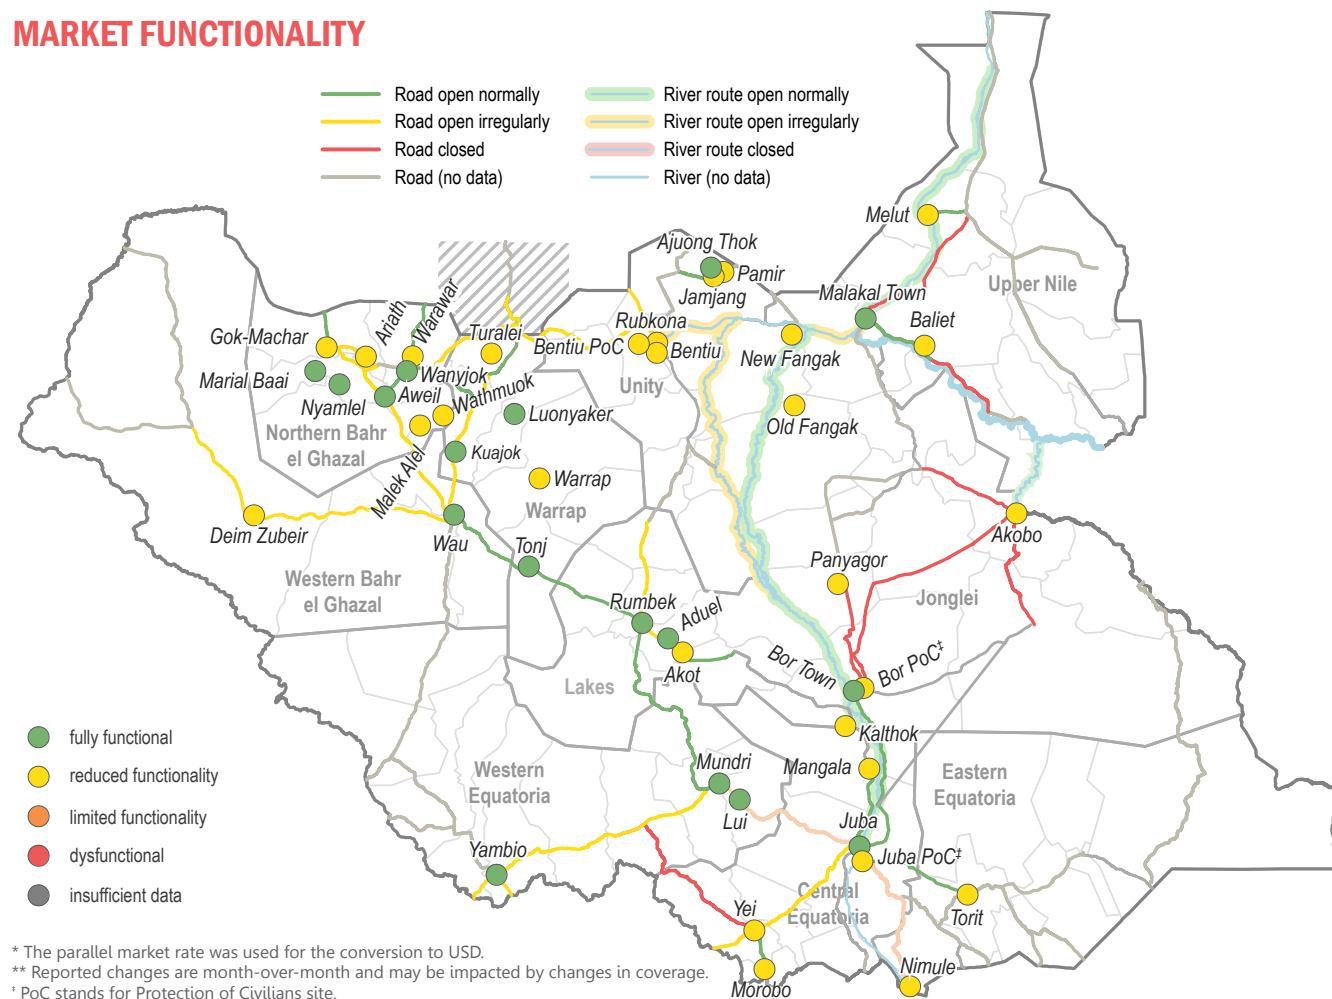 MARKET FUNCTIONALITY
Road open normally
Road open irregularly
Road closed
Road (no data)
River route open normally
River route open irregularly
River route closed
River (no data)
Melut
Ajuong Thok
Pamir
Jamjang
Malakal Town
Upper Nile
Baliet
Gok-Machar
Ariath
Warawar
Turalei
Rubkona
Bentiu PoC
Bentiu
New Fangak
Marial Baai
Wanyjok
Nyamlel
Aweil
Wathmuok
Unity
Luonyaker
Old Fangak
Northern Bahr
el Ghazal
Kuajok
Malek Alel
Warrap
Warrap
Deim Zubeir
Wau
Tonj
Akobo
Panyagor
Western Bahr
el Ghazal
Jonglei
Rumbek
Aduel
Akot
Bor Town
Bor PoC‡
Lakes
Kalthok
Mangala
Mundri
Western
Equatoria
Eastern
Equatoria
Lui
Juba
Juba PoC‡
Yambio
Central
Equatoria
Torit
Yei
Nimule
Morobo
fully functional
reduced functionality
limited functionality
dysfunctional
insufficient data
* The parallel market rate was used for the conversion to USD.
** Reported changes are month-over-month and may be impacted by changes in coverage.
‡ PoC stands for Protection of Civilians site.